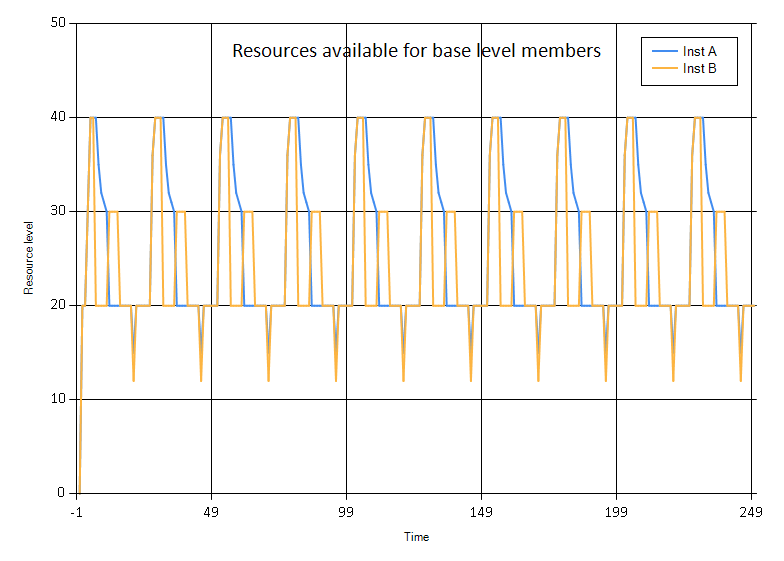 50
Resources available for base level members
Inst A
Inst B
40
30
Resource level
20
10
0
-1 49 99 149 199 249
Time